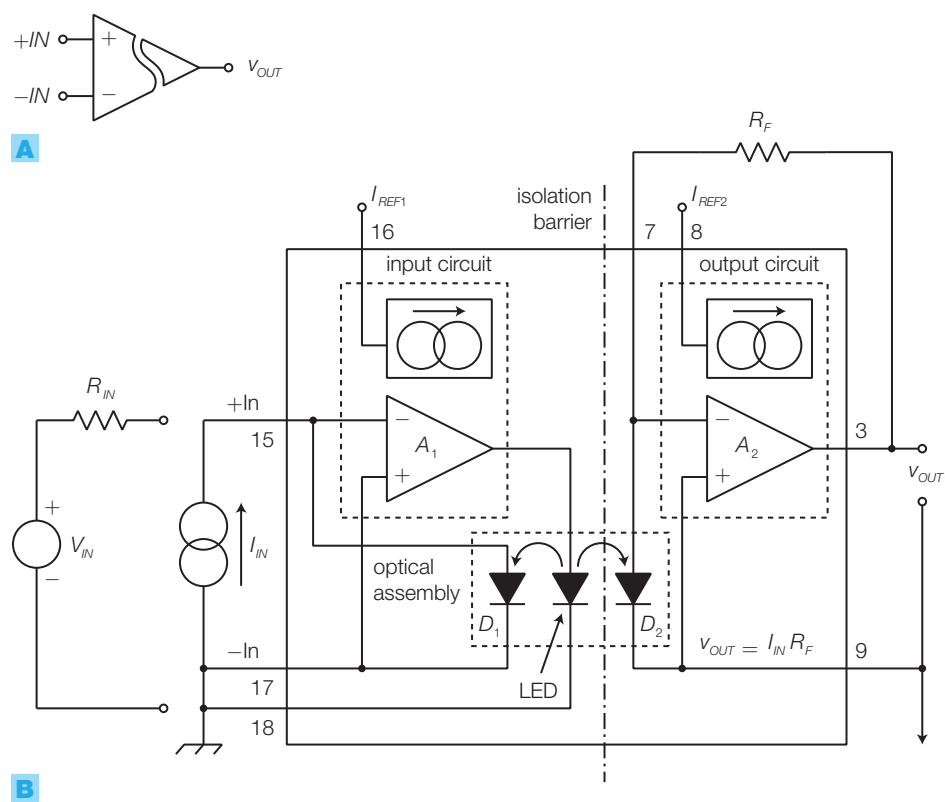 +IN
+
−
−IN
v_OUT
A
R_F
I_REF1
16
isolation
barrier
7
I_REF2
8
input circuit
output circuit
R_IN
+In
15
−
A_1
+
−
A_2
+
3
v_OUT
+
V_IN
−
I_IN
optical
assembly
D_1
D_2
−In
17
LED
v_OUT = I_IN R_F
9
18
B